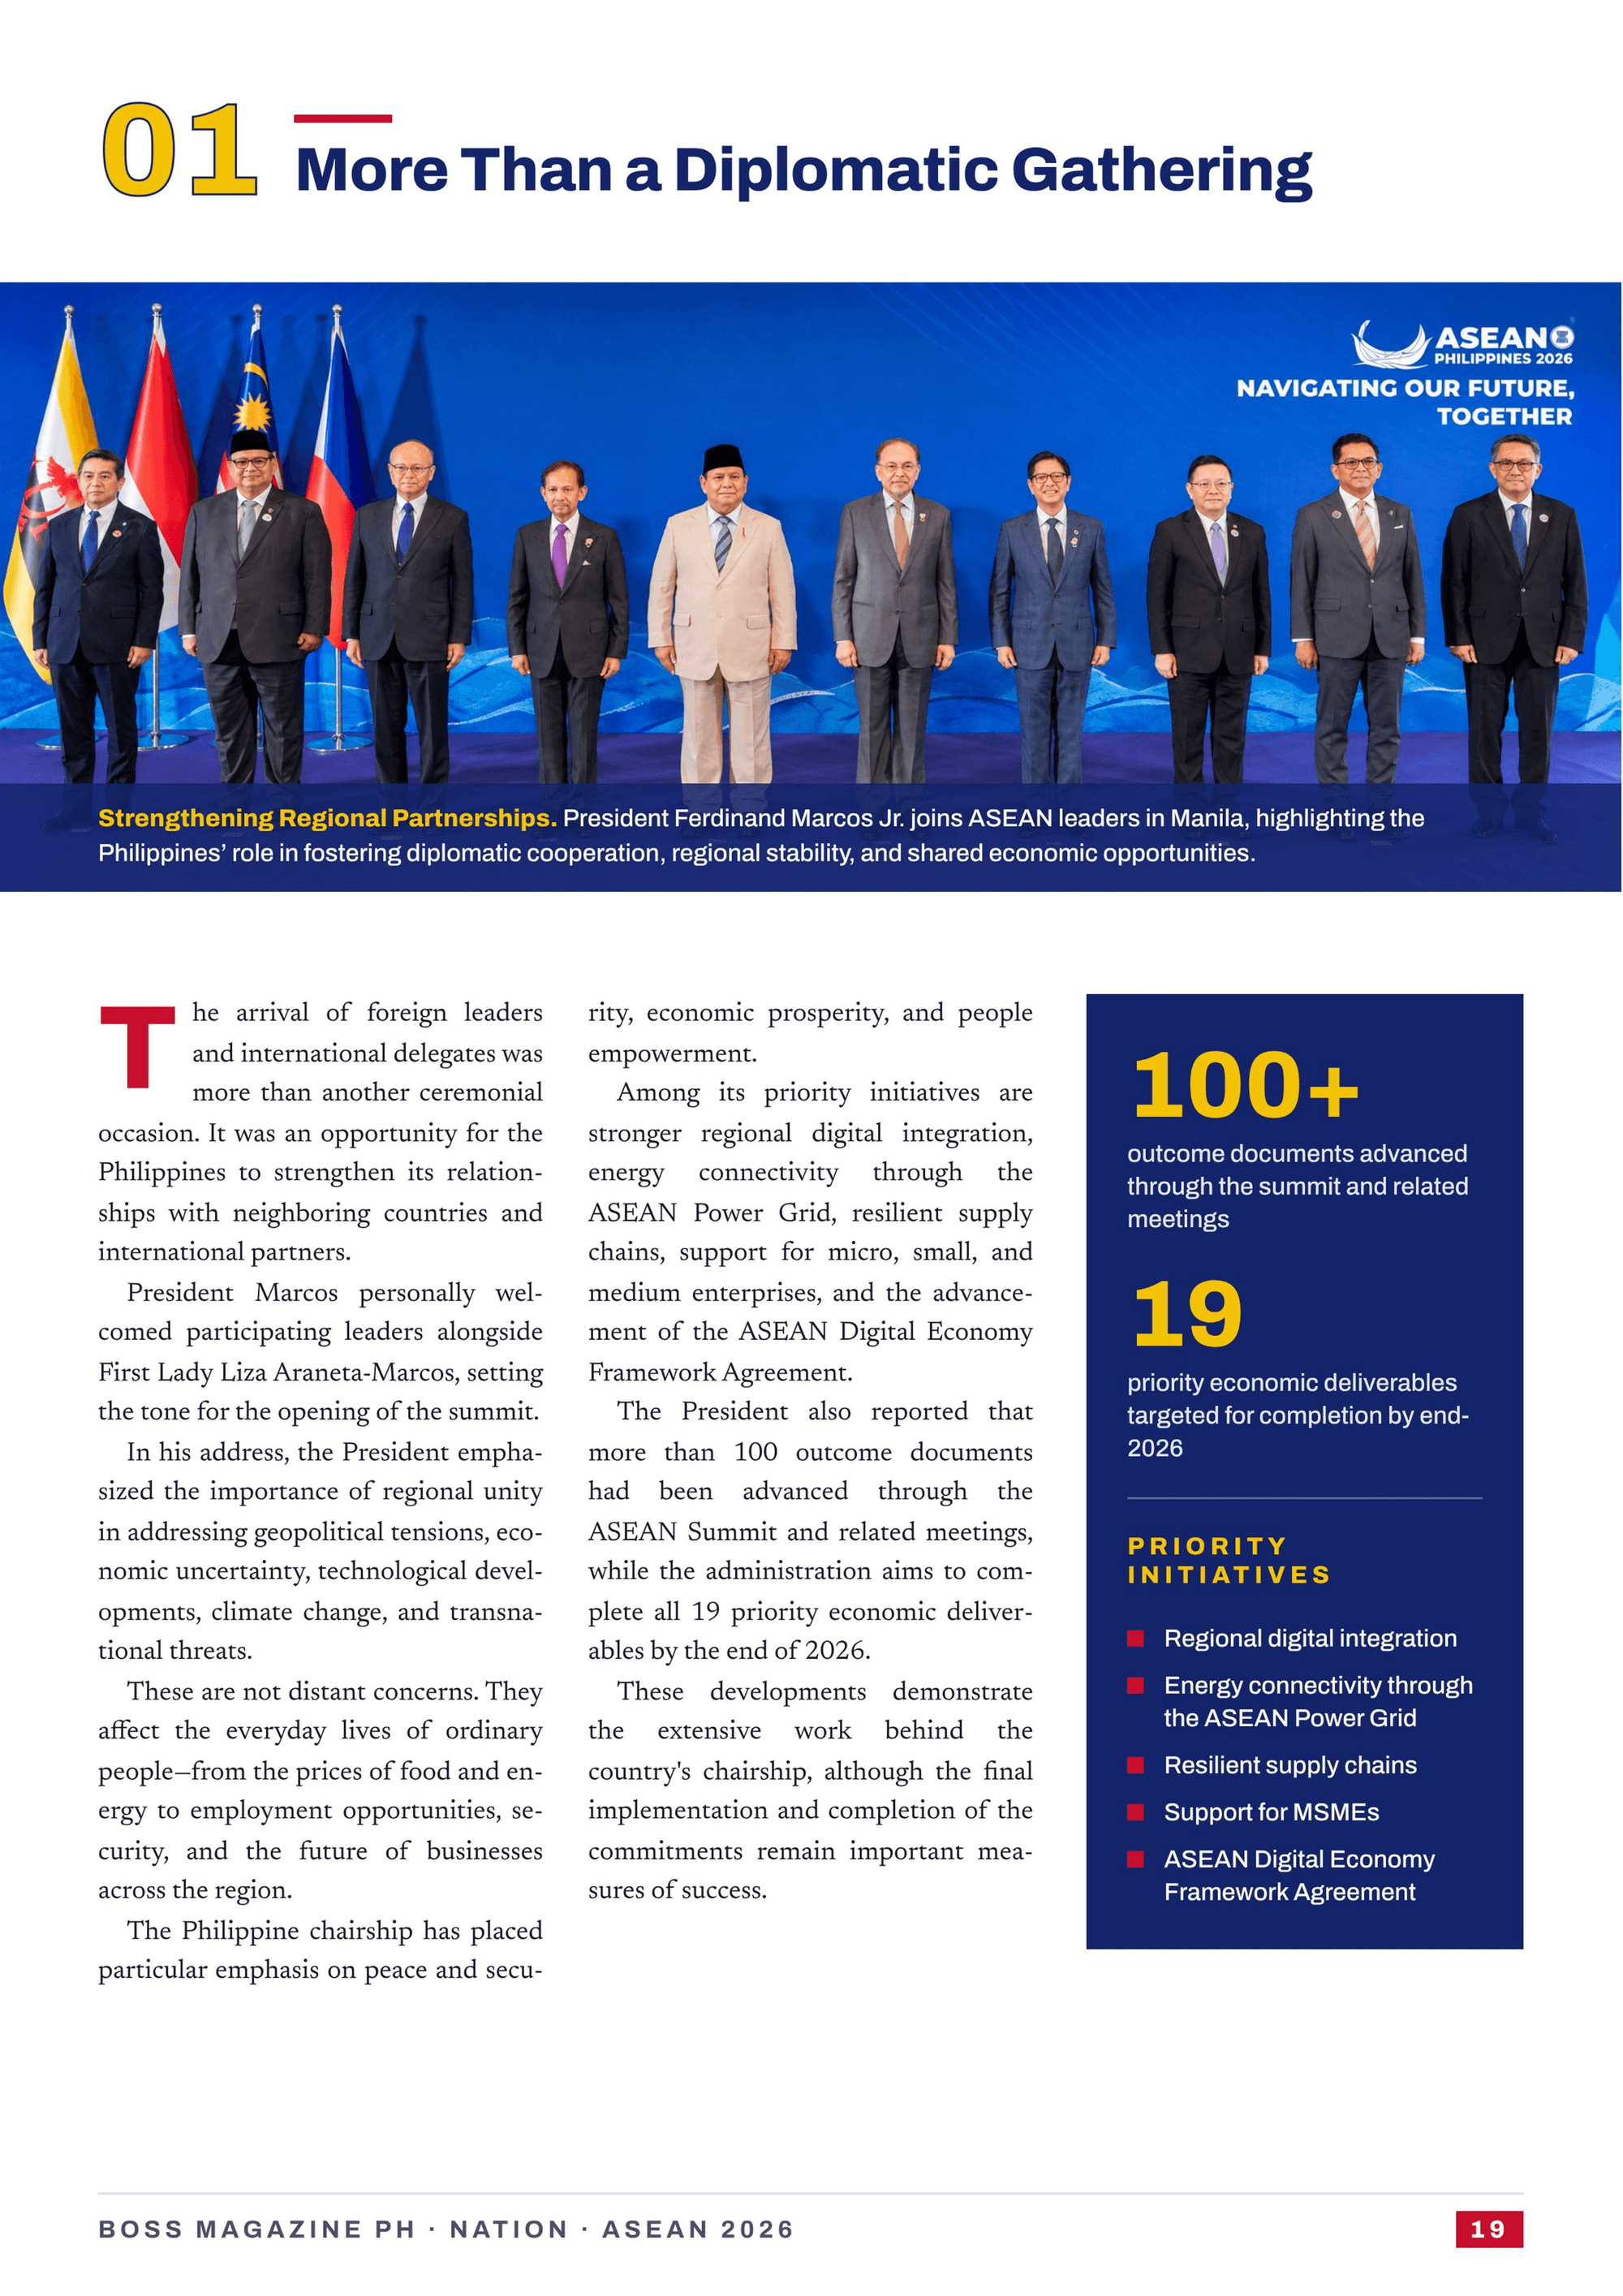 01
More Than a Diplomatic Gathering
ASEAN
PHILIPPINES 2026
NAVIGATING OUR FUTURE,
TOGETHER
Strengthening Regional Partnerships. President Ferdinand Marcos Jr. joins ASEAN leaders in Manila, highlighting the
Philippines’ role in fostering diplomatic cooperation, regional stability, and shared economic opportunities.
The arrival of foreign leaders
and international delegates was
more than another ceremonial
occasion. It was an opportunity for the
Philippines to strengthen its relation-
ships with neighboring countries and
international partners.
President Marcos personally wel-
comed participating leaders alongside
First Lady Liza Araneta-Marcos, setting
the tone for the opening of the summit.
In his address, the President empha-
sized the importance of regional unity
in addressing geopolitical tensions, eco-
nomic uncertainty, technological devel-
opments, climate change, and transna-
tional threats.
These are not distant concerns. They
affect the everyday lives of ordinary
people—from the prices of food and en-
ergy to employment opportunities, se-
curity, and the future of businesses
across the region.
The Philippine chairship has placed
particular emphasis on peace and secu-
rity, economic prosperity, and people
empowerment.
Among its priority initiatives are
stronger regional digital integration,
energy connectivity through the
ASEAN Power Grid, resilient supply
chains, support for micro, small, and
medium enterprises, and the advance-
ment of the ASEAN Digital Economy
Framework Agreement.
The President also reported that
more than 100 outcome documents
had been advanced through the
ASEAN Summit and related meetings,
while the administration aims to com-
plete all 19 priority economic deliver-
ables by the end of 2026.
These developments demonstrate
the extensive work behind the
country's chairship, although the final
implementation and completion of the
commitments remain important mea-
sures of success.
100+
outcome documents advanced
through the summit and related
meetings
19
priority economic deliverables
targeted for completion by end-
2026
PRIORITY
INITIATIVES
Regional digital integration
Energy connectivity through
the ASEAN Power Grid
Resilient supply chains
Support for MSMEs
ASEAN Digital Economy
Framework Agreement
BOSS MAGAZINE PH · NATION · ASEAN 2026
19